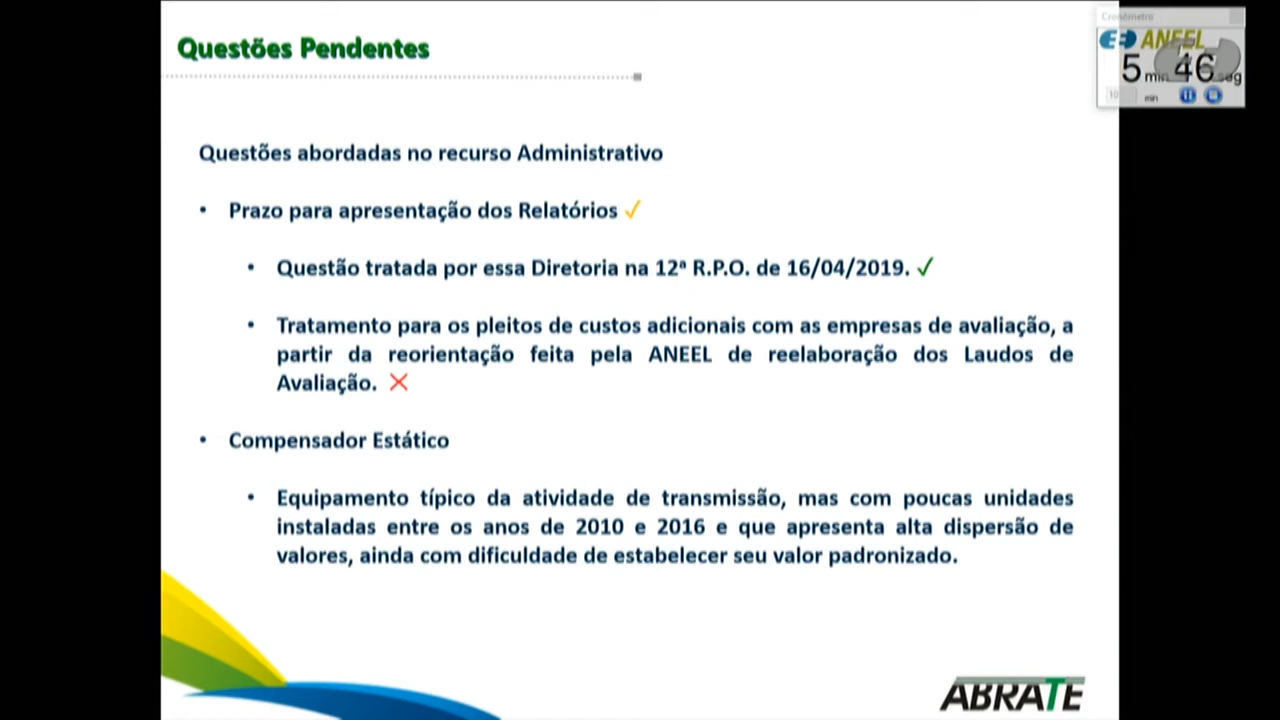 Questões Pendentes
Cronômetro
ANEEL
5 min 46 seg
10
min
Questões abordadas no recurso Administrativo
• Prazo para apresentação dos Relatórios ✓
• Questão tratada por essa Diretoria na 12ª R.P.O. de 16/04/2019. ✓
• Tratamento para os pleitos de custos adicionais com as empresas de avaliação, a
partir da reorientação feita pela ANEEL de reelaboração dos Laudos de
Avaliação. ✕
• Compensador Estático
• Equipamento típico da atividade de transmissão, mas com poucas unidades
instaladas entre os anos de 2010 e 2016 e que apresenta alta dispersão de
valores, ainda com dificuldade de estabelecer seu valor padronizado.
ABRATE